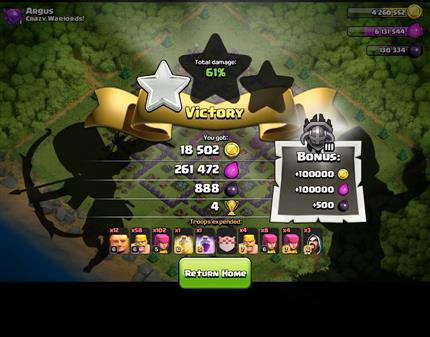 Argus
Crazy Warlords!
4 260 552
6 131 544
130 334
Total damage:
61%
Victory
You got:
18 502
261 472
888
4
III
Bonus:
+100000
+100000
+500
Troops expended:
x12 x58 x102 x1 x1 x4 x8 x4 x3
Return Home